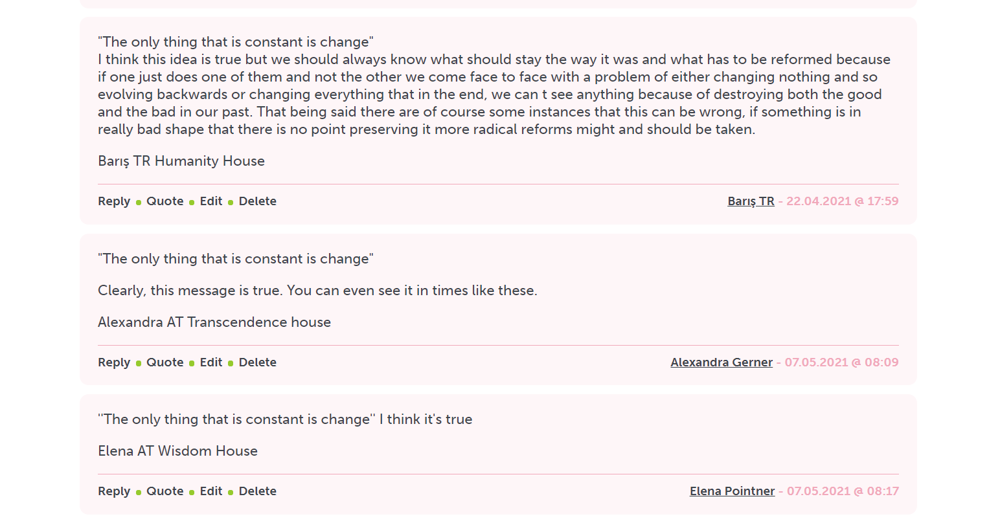 "The only thing that is constant is change"
I think this idea is true but we should always know what should stay the way it was and what has to be reformed because
if one just does one of them and not the other we come face to face with a problem of either changing nothing and so
evolving backwards or changing everything that in the end, we can t see anything because of destroying both the good
and the bad in our past. That being said there are of course some instances that this can be wrong, if something is in
really bad shape that there is no point preserving it more radical reforms might and should be taken.
Barış TR Humanity House
Reply Quote Edit Delete Barış TR - 22.04.2021 @ 17:59
"The only thing that is constant is change"
Clearly, this message is true. You can even see it in times like these.
Alexandra AT Transcendence house
Reply Quote Edit Delete Alexandra Gerner - 07.05.2021 @ 08:09
''The only thing that is constant is change'' I think it's true
Elena AT Wisdom House
Reply Quote Edit Delete Elena Pointner - 07.05.2021 @ 08:17